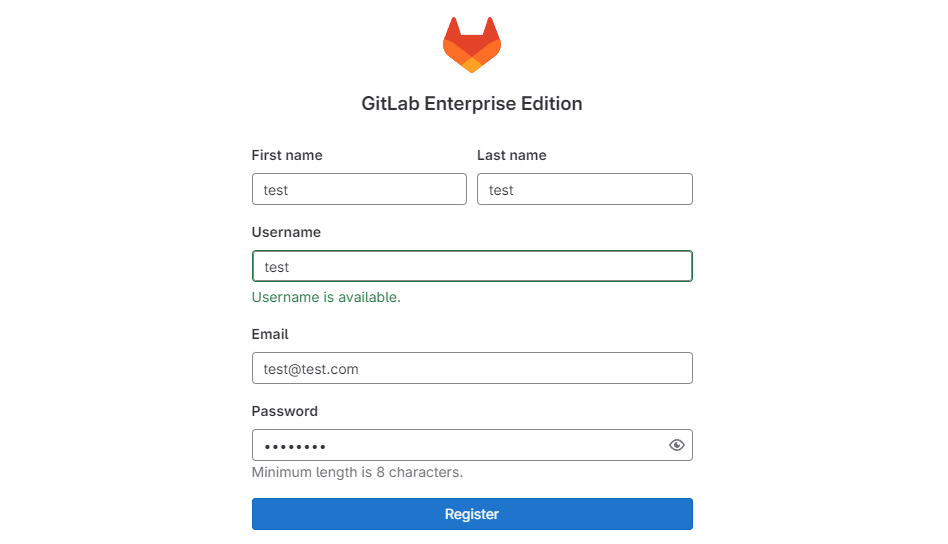 GitLab Enterprise Edition
First name Last name
test test
Username
test
Username is available.
Email
test@test.com
Password
••••••••
Minimum length is 8 characters.
Register